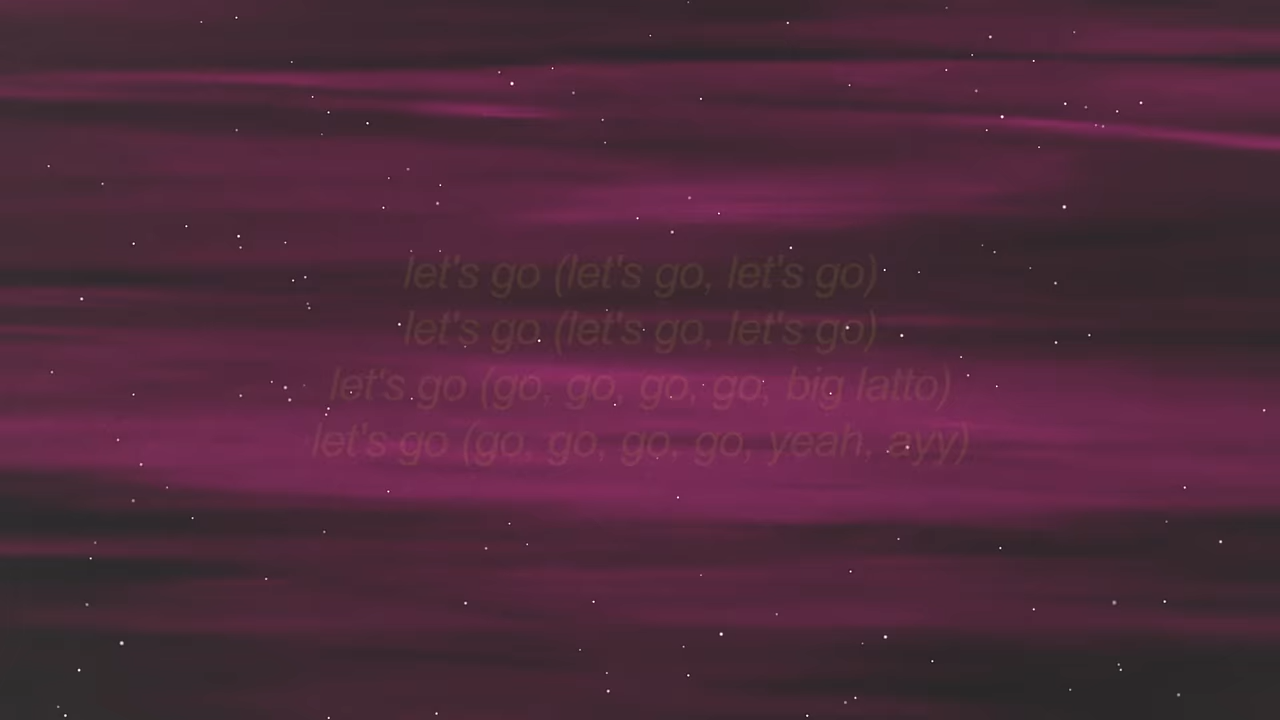 let's go (let's go, let's go)
let's go (let's go, let's go)
let's go (go, go, go, go, big latto)
let's go (go, go, go, go, yeah, ayy)